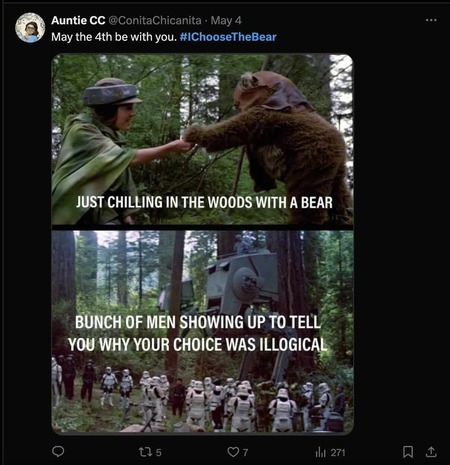 Auntie CC @ConitaChicanita · May 4
May the 4th be with you. #IChooseTheBear
JUST CHILLING IN THE WOODS WITH A BEAR
BUNCH OF MEN SHOWING UP TO TELL
YOU WHY YOUR CHOICE WAS ILLOGICAL
5 7 271